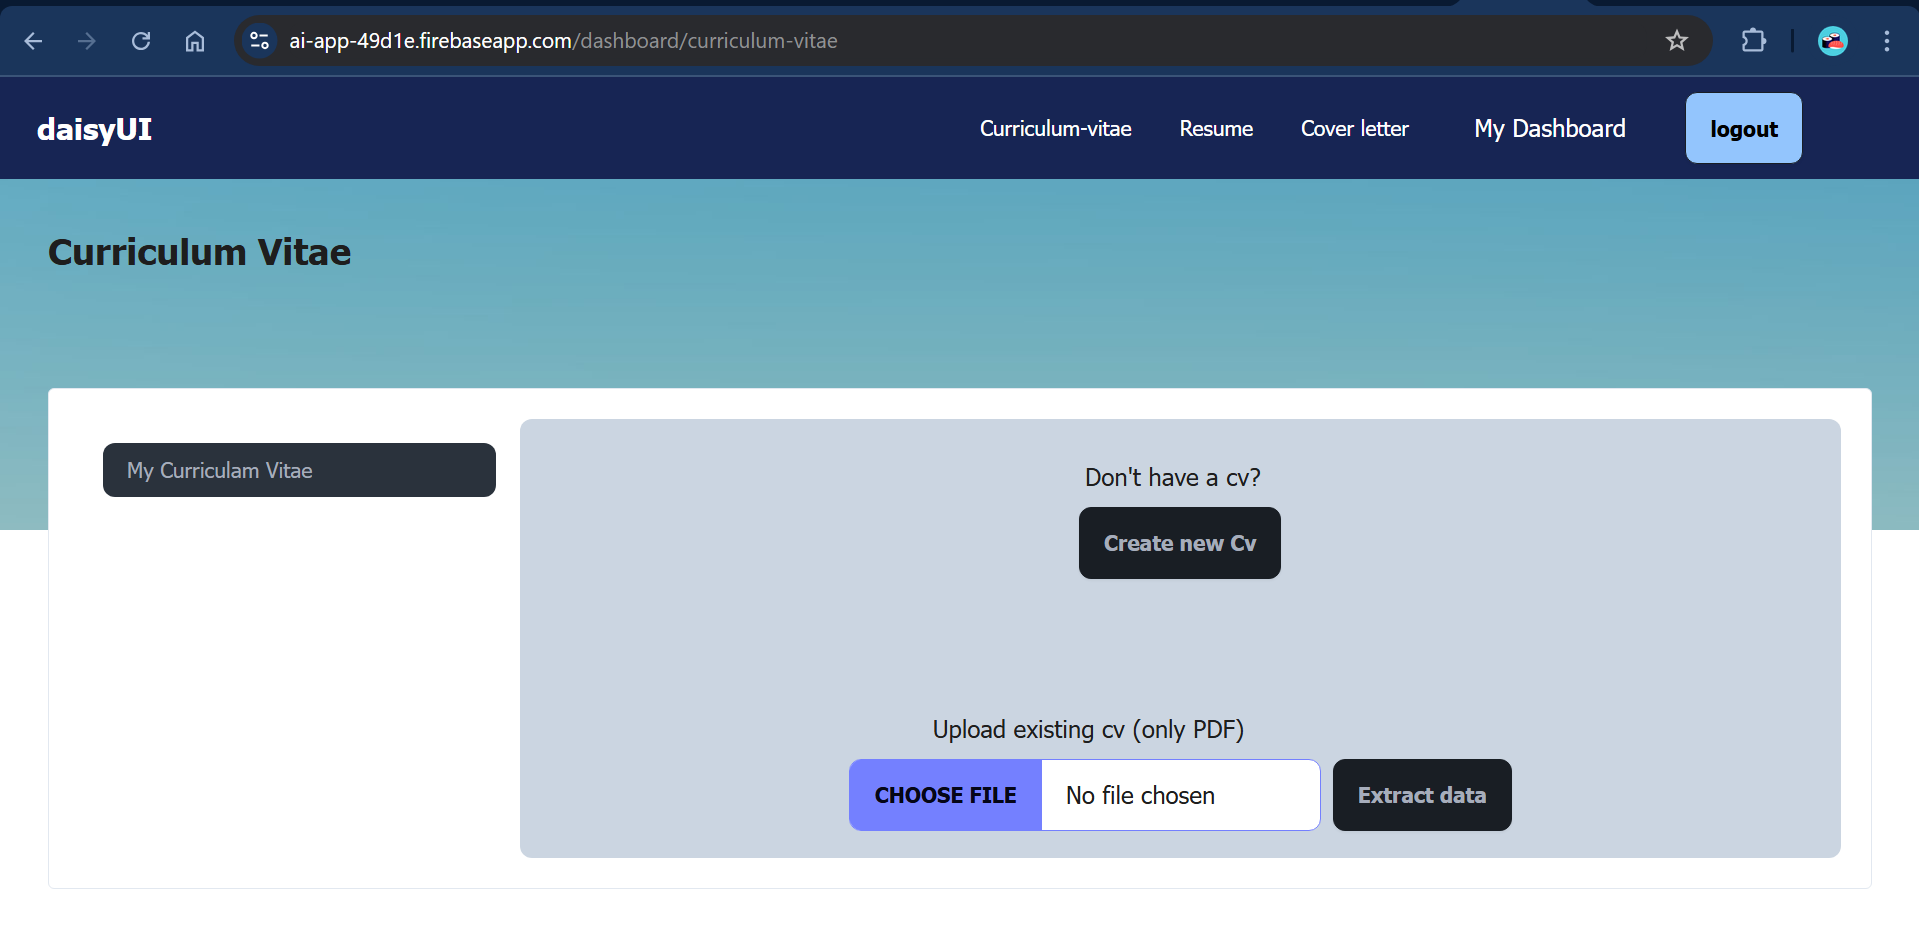 ai-app-49d1e.firebaseapp.com/dashboard/curriculum-vitae
daisyUI
Curriculum-vitae
Resume
Cover letter
My Dashboard
logout
Curriculum Vitae
My Curriculam Vitae
Don't have a cv?
Create new Cv
Upload existing cv (only PDF)
CHOOSE FILE
No file chosen
Extract data